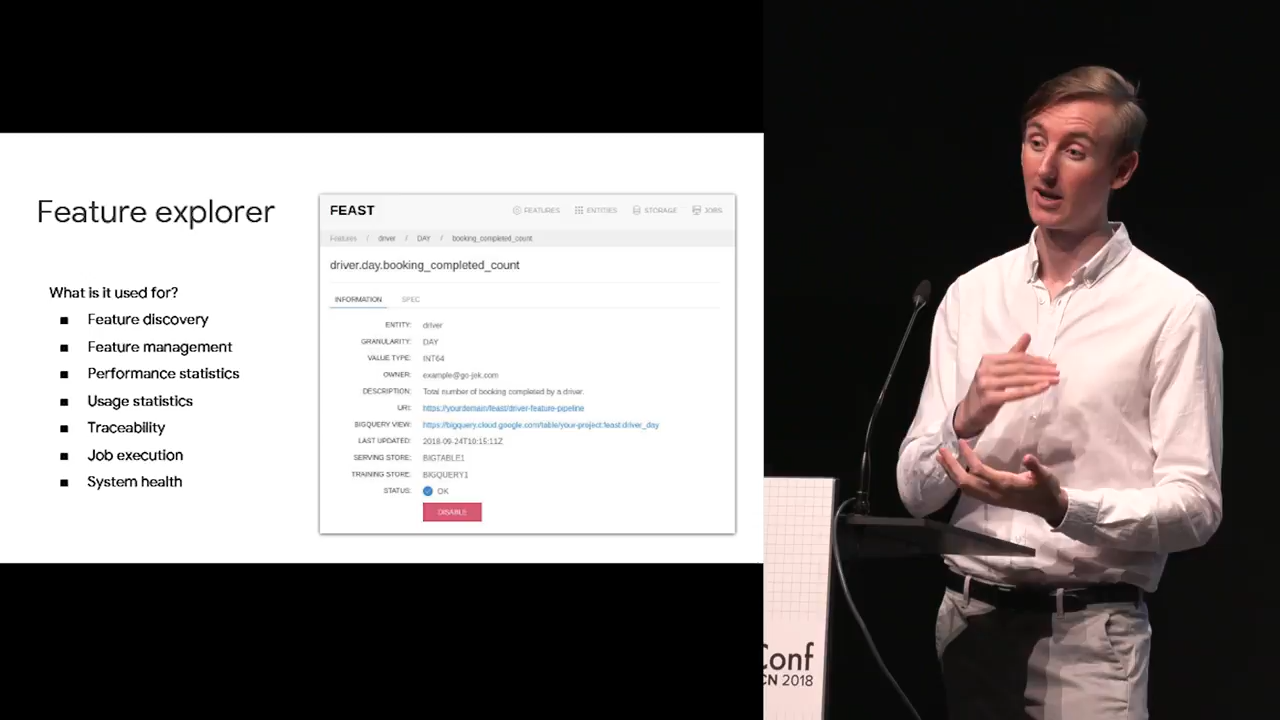 Feature explorer
What is it used for?
■ Feature discovery
■ Feature management
■ Performance statistics
■ Usage statistics
■ Traceability
■ Job execution
■ System health
FEAST
FEATURES ENTITIES STORAGE JOBS
Features / driver / DAY / booking_completed_count
driver.day.booking_completed_count
INFORMATION SPEC
ENTITY: driver
GRANULARITY: DAY
VALUE TYPE: INT64
OWNER: example@go-jek.com
DESCRIPTION: Total number of booking completed by a driver.
URI: https://yourdomain/feast/driver-feature-pipeline
BIGQUERY VIEW: https://bigquery.cloud.google.com/table/your-project:feast.driver_day
LAST UPDATED: 2018-09-24T10:15:11Z
SERVING STORE: BIGTABLE1
TRAINING STORE: BIGQUERY1
STATUS: OK
DISABLE
Conf
CN 2018